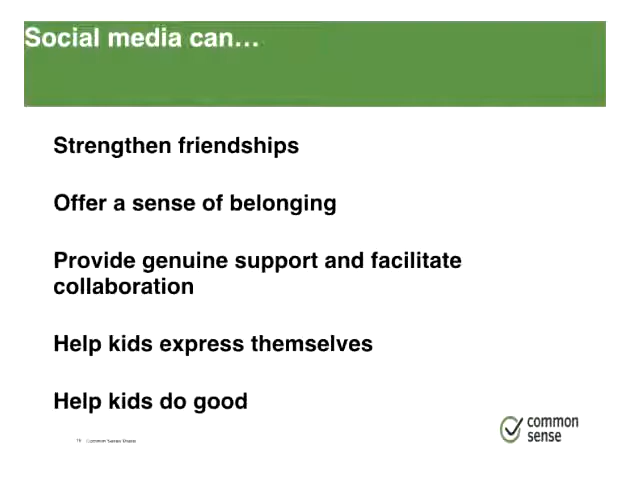 Social media can…
Strengthen friendships
Offer a sense of belonging
Provide genuine support and facilitate
collaboration
Help kids express themselves
Help kids do good
common
sense